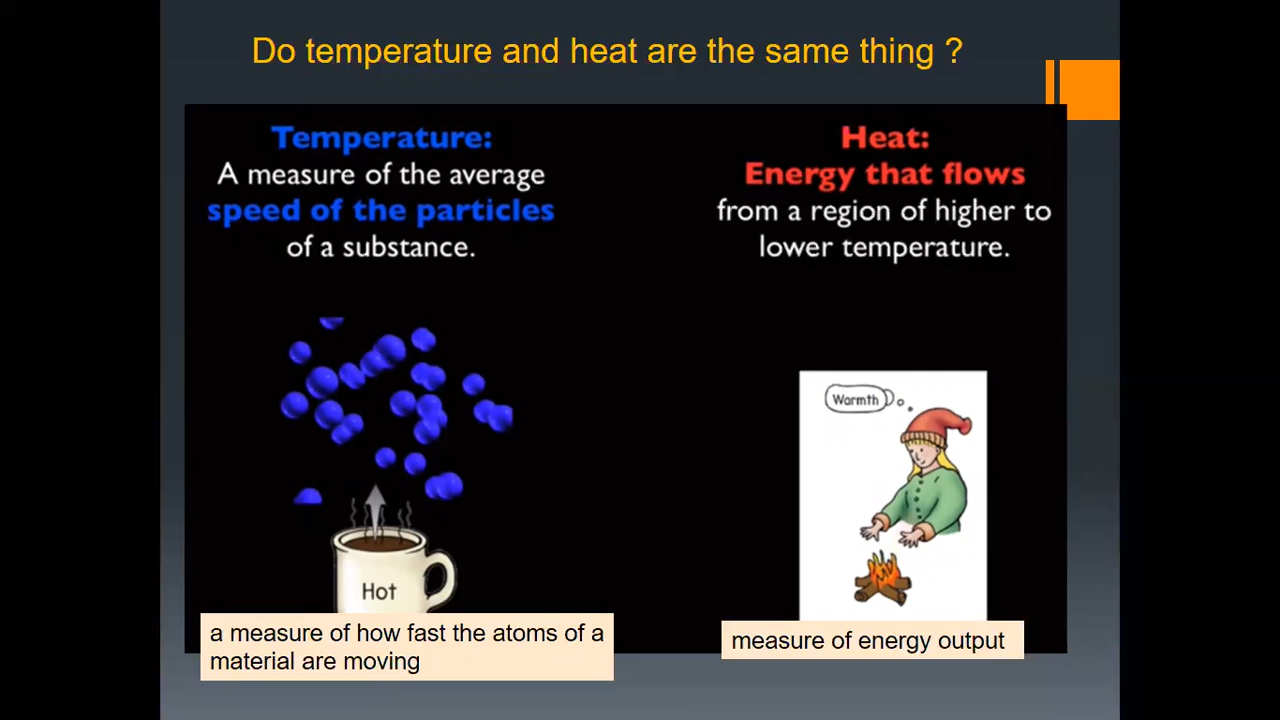 Do temperature and heat are the same thing ?
Temperature:
A measure of the average
speed of the particles
of a substance.
Hot
a measure of how fast the atoms of a
material are moving
Heat:
Energy that flows
from a region of higher to
lower temperature.
Warmth
measure of energy output